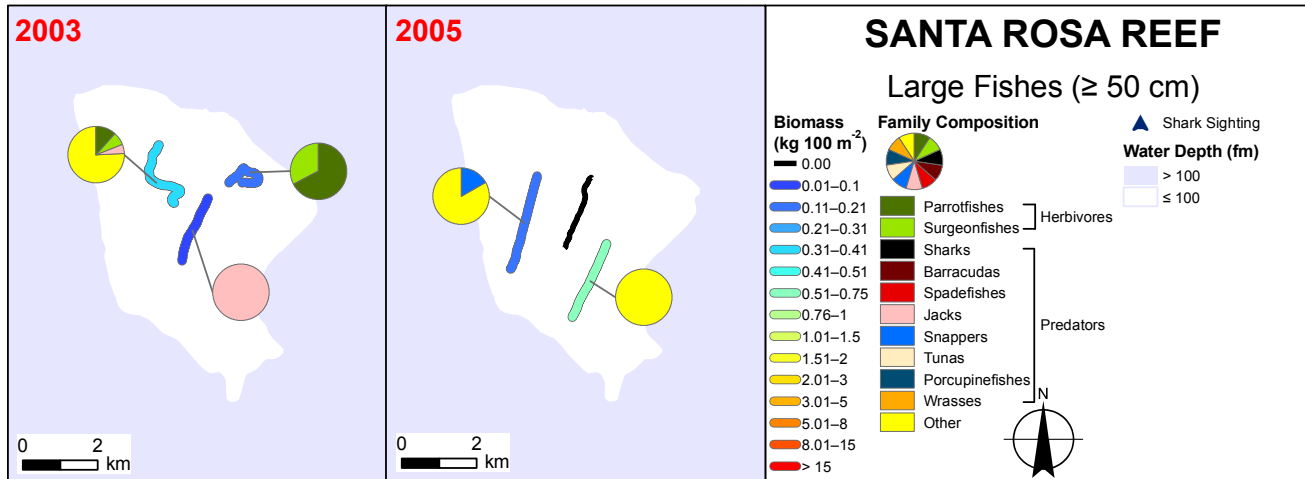 2003
0 2
km
2005
0 2
km
SANTA ROSA REEF
Large Fishes (≥ 50 cm)
Biomass
(kg 100 m⁻²)
0.00
0.01–0.1
0.11–0.21
0.21–0.31
0.31–0.41
0.41–0.51
0.51–0.75
0.76–1
1.01–1.5
1.51–2
2.01–3
3.01–5
5.01–8
8.01–15
> 15
Family Composition
Parrotfishes
Surgeonfishes
Herbivores
Sharks
Barracudas
Spadefishes
Jacks
Snappers
Tunas
Porcupinefishes
Wrasses
Predators
Other
Shark Sighting
Water Depth (fm)
> 100
≤ 100
N